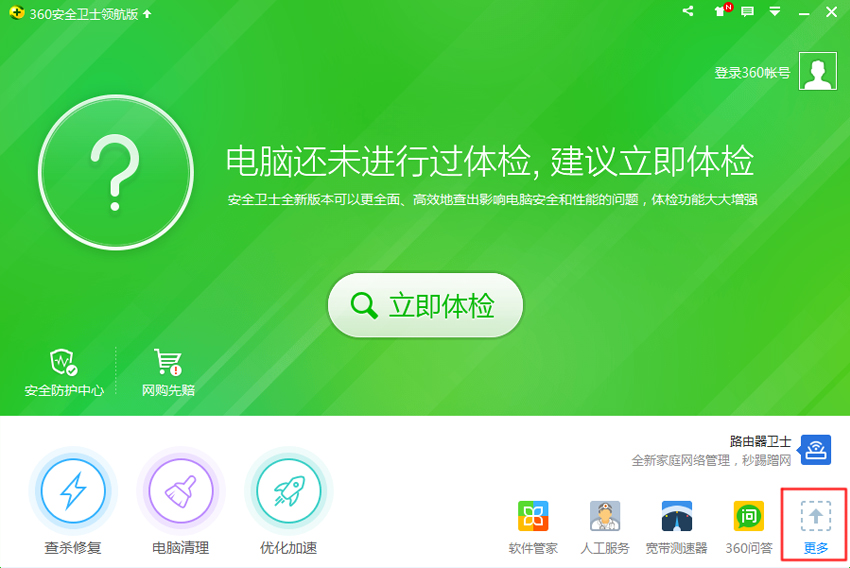 360安全卫士领航版
N
登录360帐号
电脑还未进行过体检, 建议立即体检
安全卫士全新版本可以更全面、高效地查出影响电脑安全和性能的问题，体检功能大大增强
立即体检
安全防护中心
网购先赔
路由器卫士
全新家庭网络管理，秒踢蹭网
查杀修复
电脑清理
优化加速
软件管家
人工服务
宽带测速器
问
360问答
更多